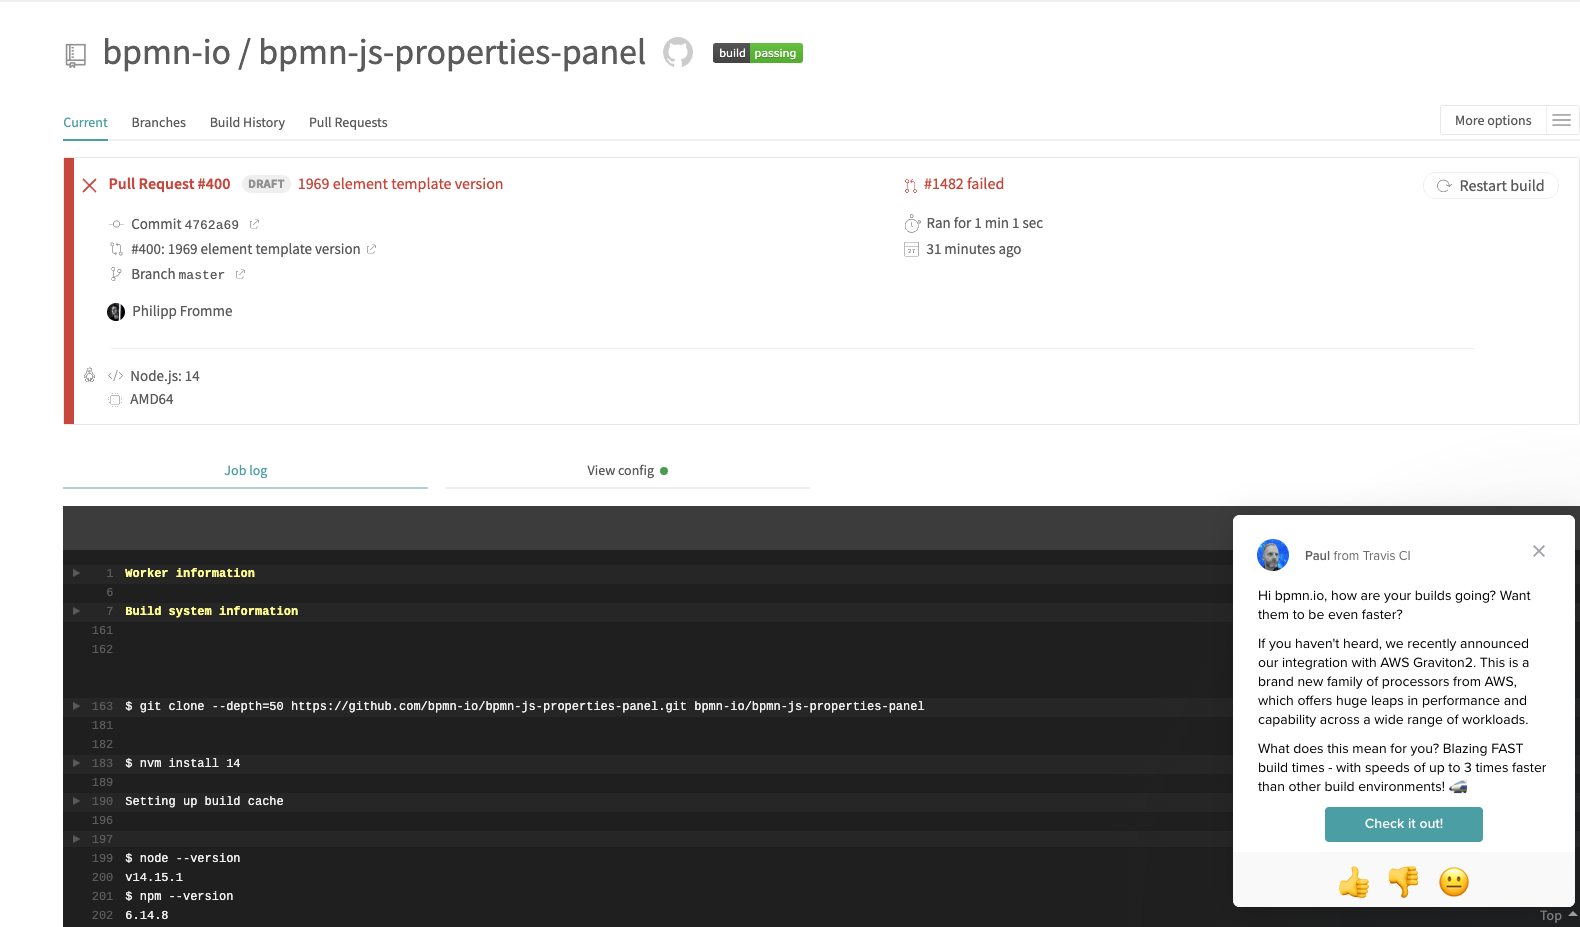 bpmn-io / bpmn-js-properties-panel
build passing
Current Branches Build History Pull Requests
More options
Pull Request #400 DRAFT 1969 element template version
#1482 failed
Restart build
Commit 4762a69
Ran for 1 min 1 sec
#400: 1969 element template version
31 minutes ago
Branch master
Philipp Fromme
Node.js: 14
AMD64
Job log
View config
1 Worker information
6
7 Build system information
161
162
163 $ git clone --depth=50 https://github.com/bpmn-io/bpmn-js-properties-panel.git bpmn-io/bpmn-js-properties-panel
181
182
183 $ nvm install 14
189
190 Setting up build cache
196
197
199 $ node --version
200 v14.15.1
201 $ npm --version
202 6.14.8
Paul from Travis CI
Hi bpmn.io, how are your builds going? Want
them to be even faster?
If you haven't heard, we recently announced
our integration with AWS Graviton2. This is a
brand new family of processors from AWS,
which offers huge leaps in performance and
capability across a wide range of workloads.
What does this mean for you? Blazing FAST
build times - with speeds of up to 3 times faster
than other build environments! 🚅
Check it out!
Top